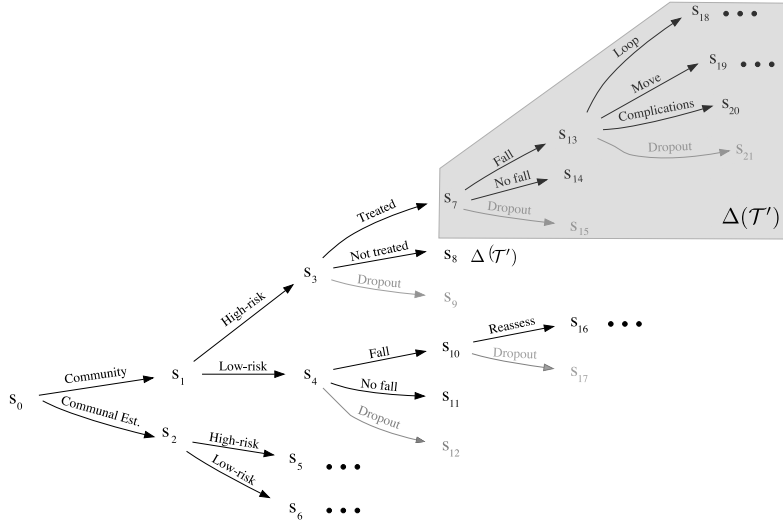 S18 • • •
Loop
S19 • • •
Move
Complications
S20
S13
Dropout
S21
Fall
No fall
S14
S7
Dropout
S15
Δ(𝒯′)
Treated
Not treated
S8 Δ(𝒯′)
S3
Dropout
S9
High-risk
Reassess
S16 • • •
Fall
S10
Dropout
S17
Community
S1
Low-risk
S4
No fall
S11
S0
Dropout
S12
Communal Est.
S2
High-risk
S5 • • •
Low-risk
S6 • • •